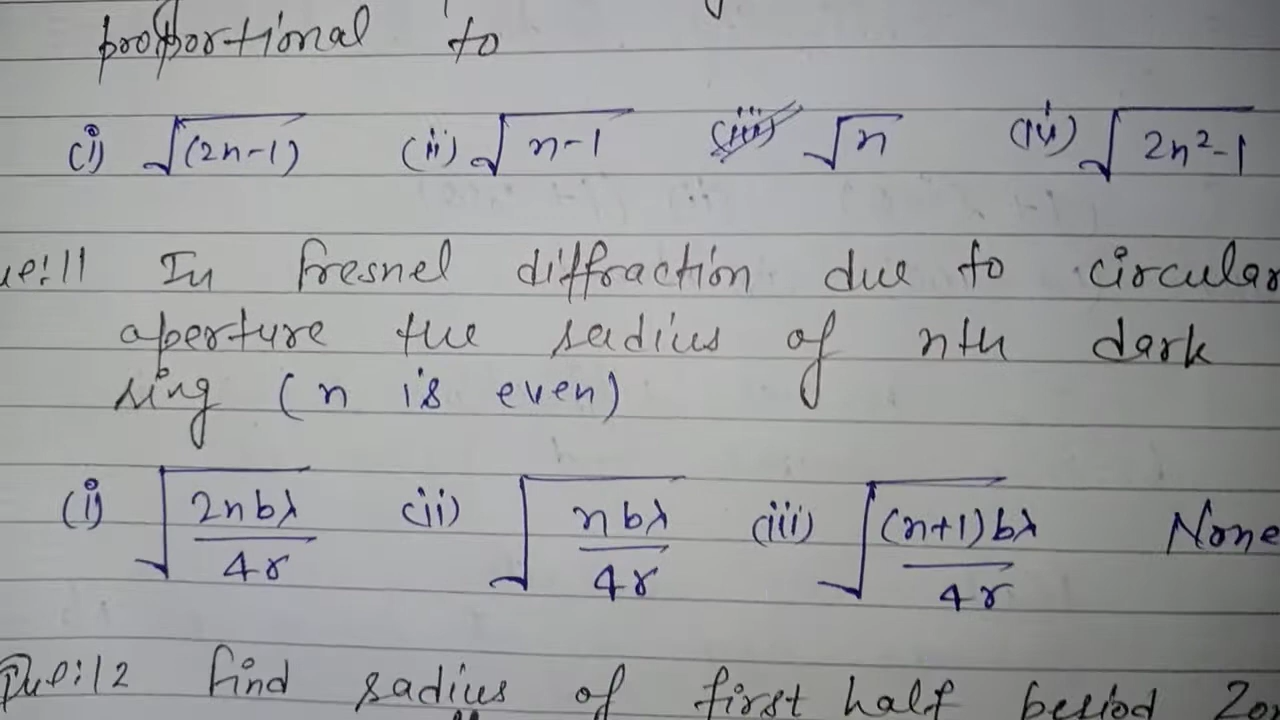 proportional to
(i) √(2n-1) (ii) √n-1 (iii) √n (iv) √2n²-1
ue:11 In fresnel diffraction due to circular
aperture the radius of nth dark
ring (n is even)
(i) √2nbλ/4r (ii) √nbλ/4r (iii) √(n+1)bλ/4r None
Que:12 find radius of first half period Zo